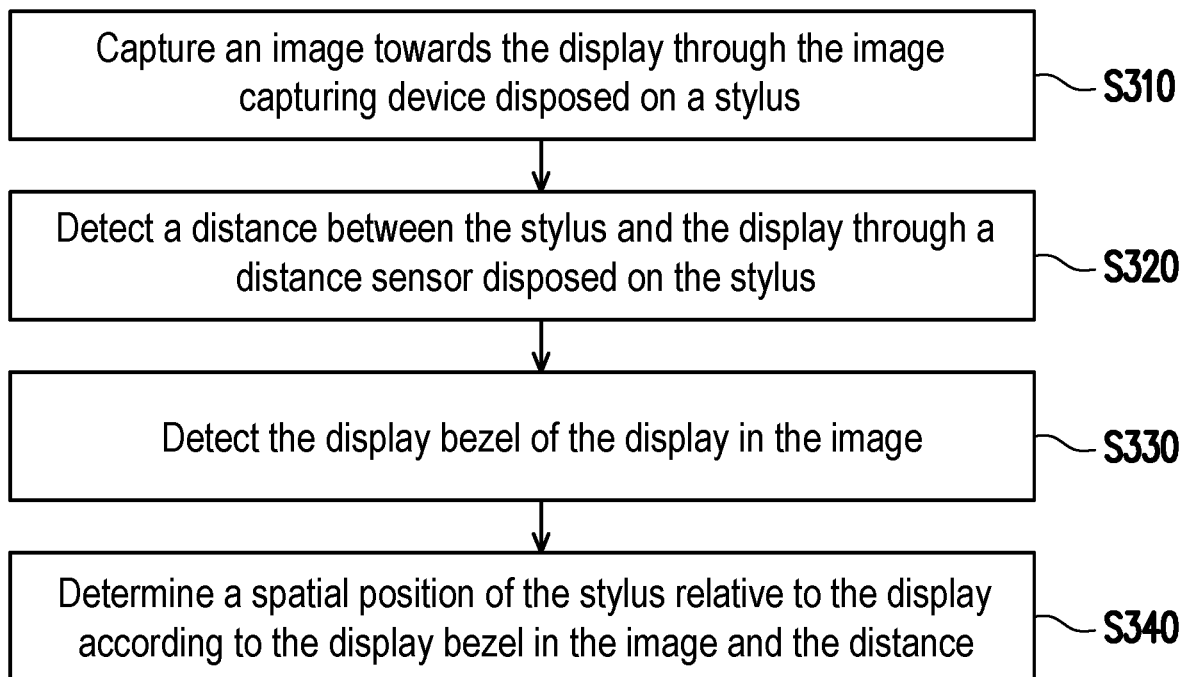 Capture an image towards the display through the image
capturing device disposed on a stylus
S310
Detect a distance between the stylus and the display through a
distance sensor disposed on the stylus
S320
Detect the display bezel of the display in the image
S330
Determine a spatial position of the stylus relative to the display
according to the display bezel in the image and the distance
S340